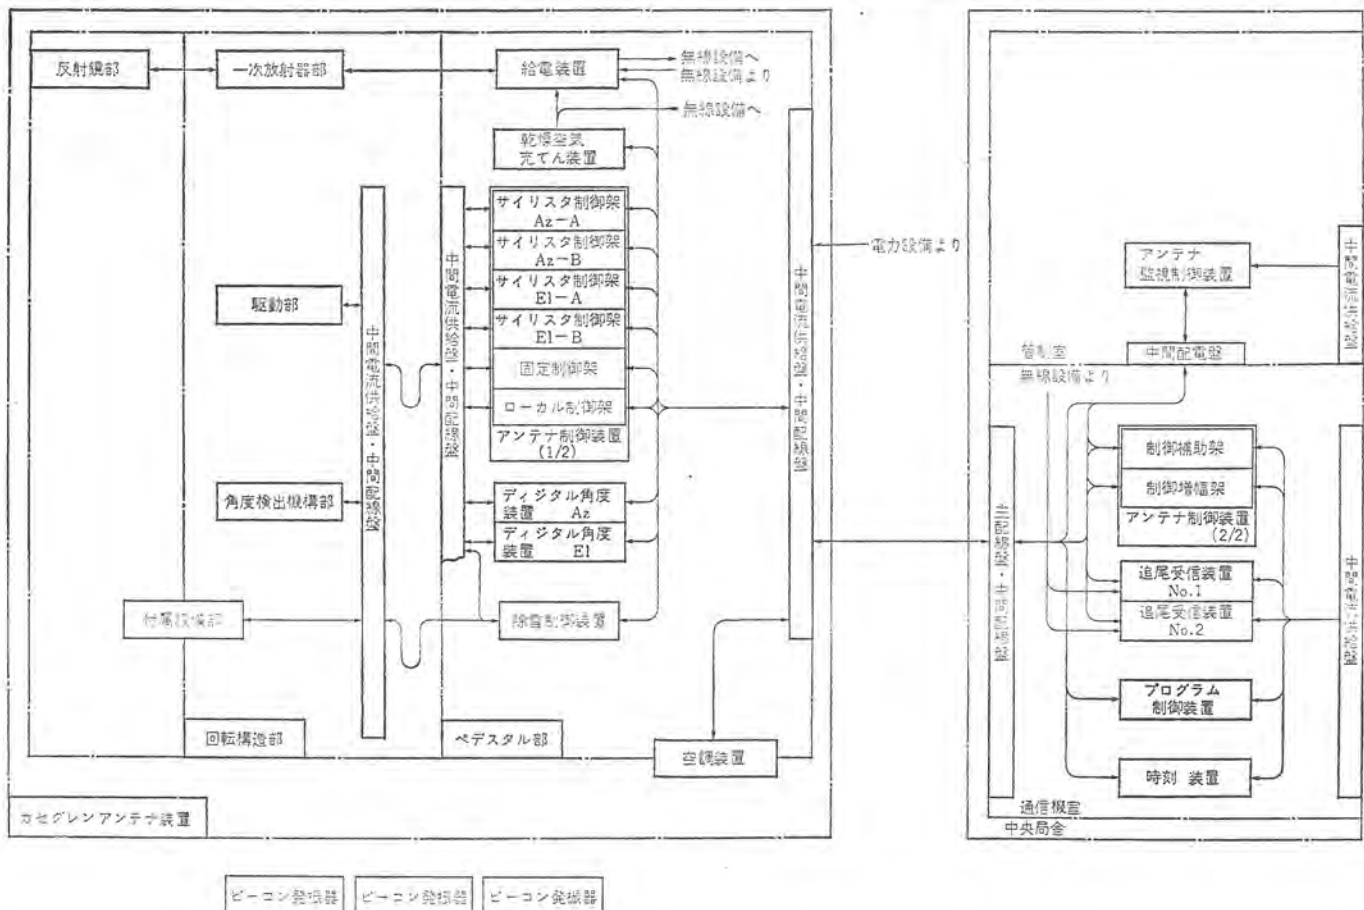 反射鏡部
一次放射器部
給電装置
無線設備へ
無線設備より
無線設備へ
乾燥空気
充てん装置
サイリスタ制御架
Az－A
サイリスタ制御架
Az－B
サイリスタ制御架
El－A
サイリスタ制御架
El－B
固定制御架
ローカル制御架
アンテナ制御装置
(1/2)
駆動部
角度検出機構部
中間電流供給盤・中間配線盤
中間電流供給盤・中間配線盤
中間電流供給盤・中間配線盤
ディジタル角度
装置 Az
ディジタル角度
装置 El
付属設備部
除雪制御装置
回転構造部
ペデスタル部
空調装置
カセグレンアンテナ装置
電力設備より
アンテナ
監視制御装置
中間電流供給盤
管制室
中間配電盤
無線設備より
制御補助架
制御増幅架
アンテナ制御装置
(2/2)
追尾受信装置
No.1
追尾受信装置
No.2
プログラム
制御装置
時刻 装置
主配線盤・中間配線盤
中間電流供給盤
通信機室
中央局舎
ビーコン発振器
ビーコン発振器
ビーコン発振器